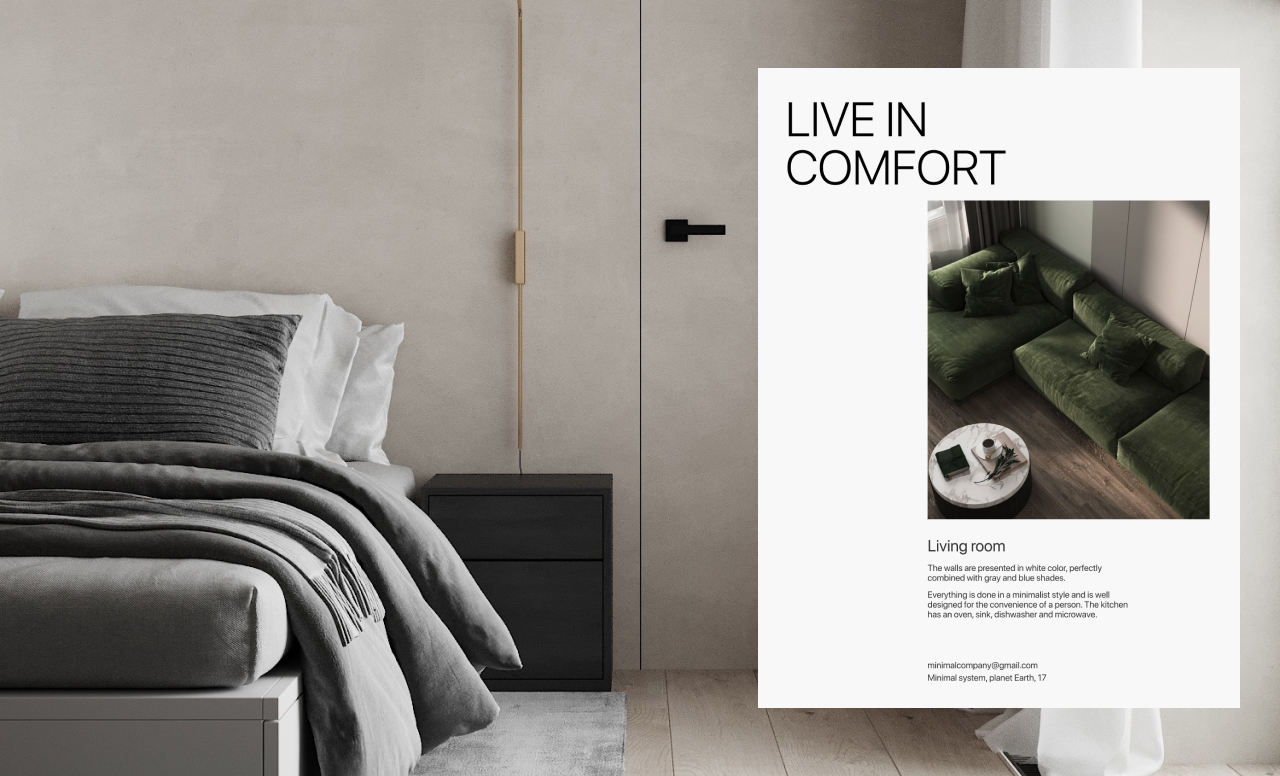 LIVE IN
COMFORT
Living room
The walls are presented in white color, perfectly
combined with gray and blue shades.
Everything is done in a minimalist style and is well
designed for the convenience of a person. The kitchen
has an oven, sink, dishwasher and microwave.
minimalcompany@gmail.com
Minimal system, planet Earth, 17